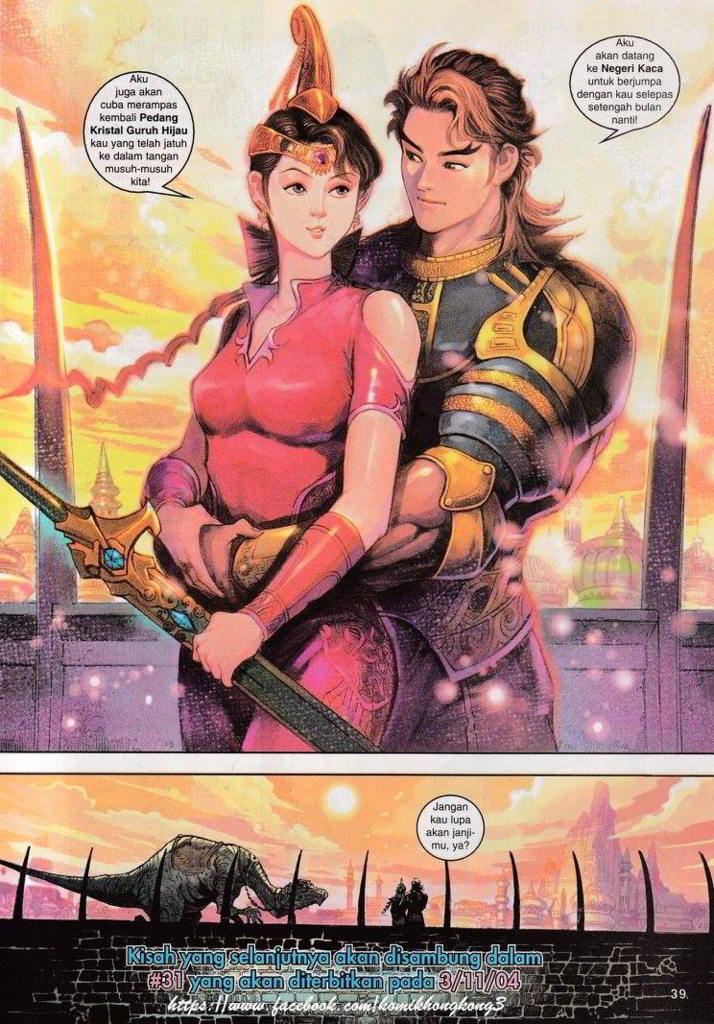 Aku
akan datang
ke Negeri Kaca
untuk berjumpa
dengan kau selepas
setengah bulan
nanti!
Aku
juga akan
cuba merampas
kembali Pedang
Kristal Guruh Hijau
kau yang telah jatuh
ke dalam tangan
musuh-musuh
kita!
Jangan
kau lupa
akan janji-
mu, ya?
Kisah yang selanjutnya akan disambung dalam
#31 yang akan diterbitkan pada 3/11/04
https://www.facebook.com/komikhongkong3
39